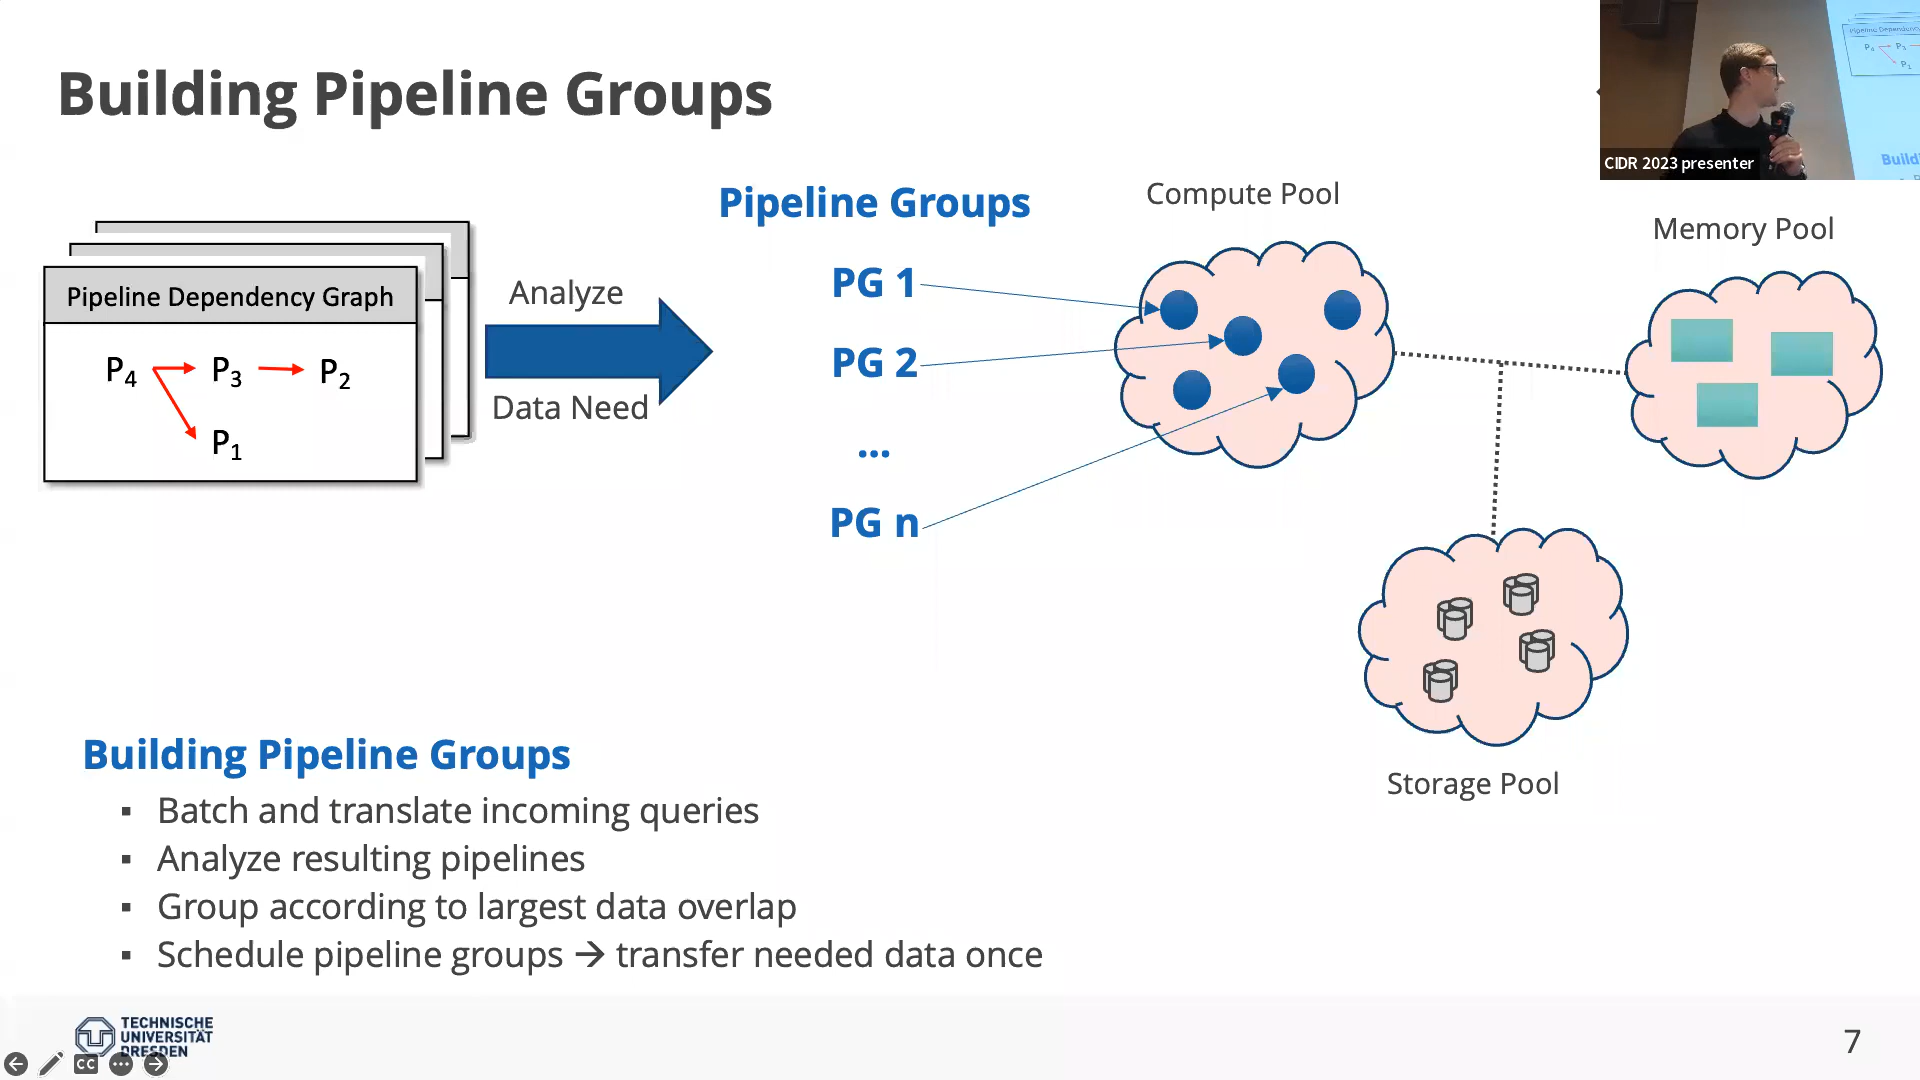 Building Pipeline Groups
CIDR 2023 presenter
Pipeline Dependency Graph
P4 P3 P2
P1
Analyze
Data Need
Pipeline Groups
PG 1
PG 2
...
PG n
Compute Pool
Memory Pool
Storage Pool
Building Pipeline Groups
▪ Batch and translate incoming queries
▪ Analyze resulting pipelines
▪ Group according to largest data overlap
▪ Schedule pipeline groups → transfer needed data once
TECHNISCHE
UNIVERSITÄT
DRESDEN
CC
7